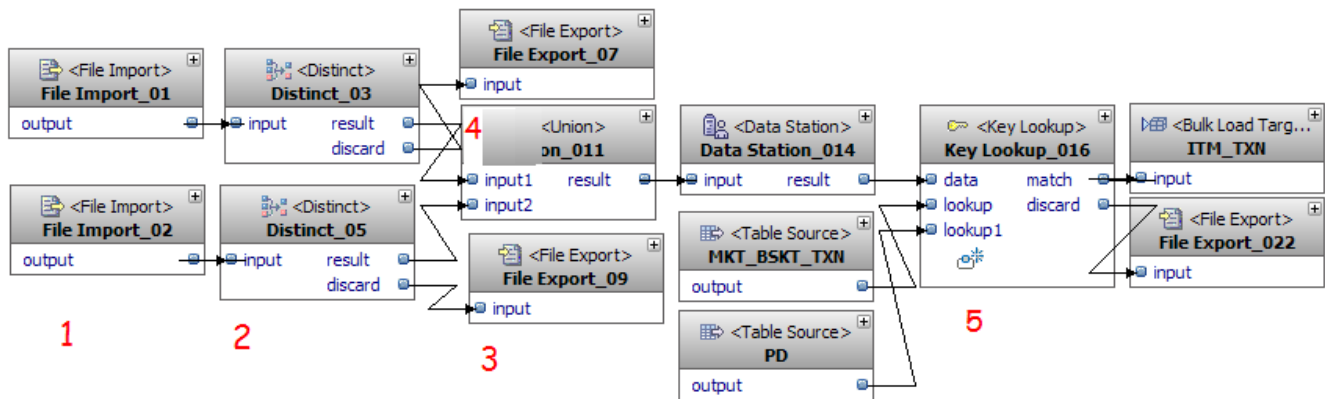 <File Import>
File Import_01
output
<Distinct>
Distinct_03
input result
discard
<File Export>
File Export_07
input
4
<Union>
on_011
input1 result
input2
<Data Station>
Data Station_014
input result
<Key Lookup>
Key Lookup_016
data match
lookup discard
lookup1
<Bulk Load Targ...
ITM_TXN
input
<File Import>
File Import_02
output
<Distinct>
Distinct_05
input result
discard
<File Export>
File Export_09
input
<Table Source>
MKT_BSKT_TXN
output
<Table Source>
PD
output
<File Export>
File Export_022
input
1
2
3
5